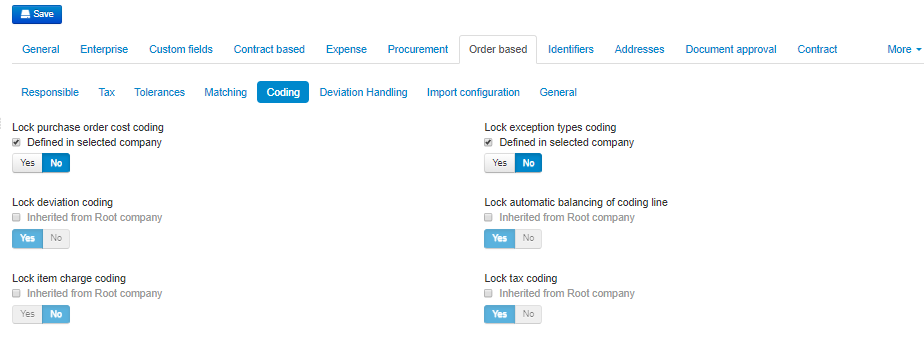 Save
General Enterprise Custom fields Contract based Expense Procurement Order based Identifiers Addresses Document approval Contract More
Responsible Tax Tolerances Matching Coding Deviation Handling Import configuration General
Lock purchase order cost coding
Defined in selected company
Yes No
Lock exception types coding
Defined in selected company
Yes No
Lock deviation coding
Inherited from Root company
Yes No
Lock automatic balancing of coding line
Inherited from Root company
Yes No
Lock item charge coding
Inherited from Root company
Yes No
Lock tax coding
Inherited from Root company
Yes No